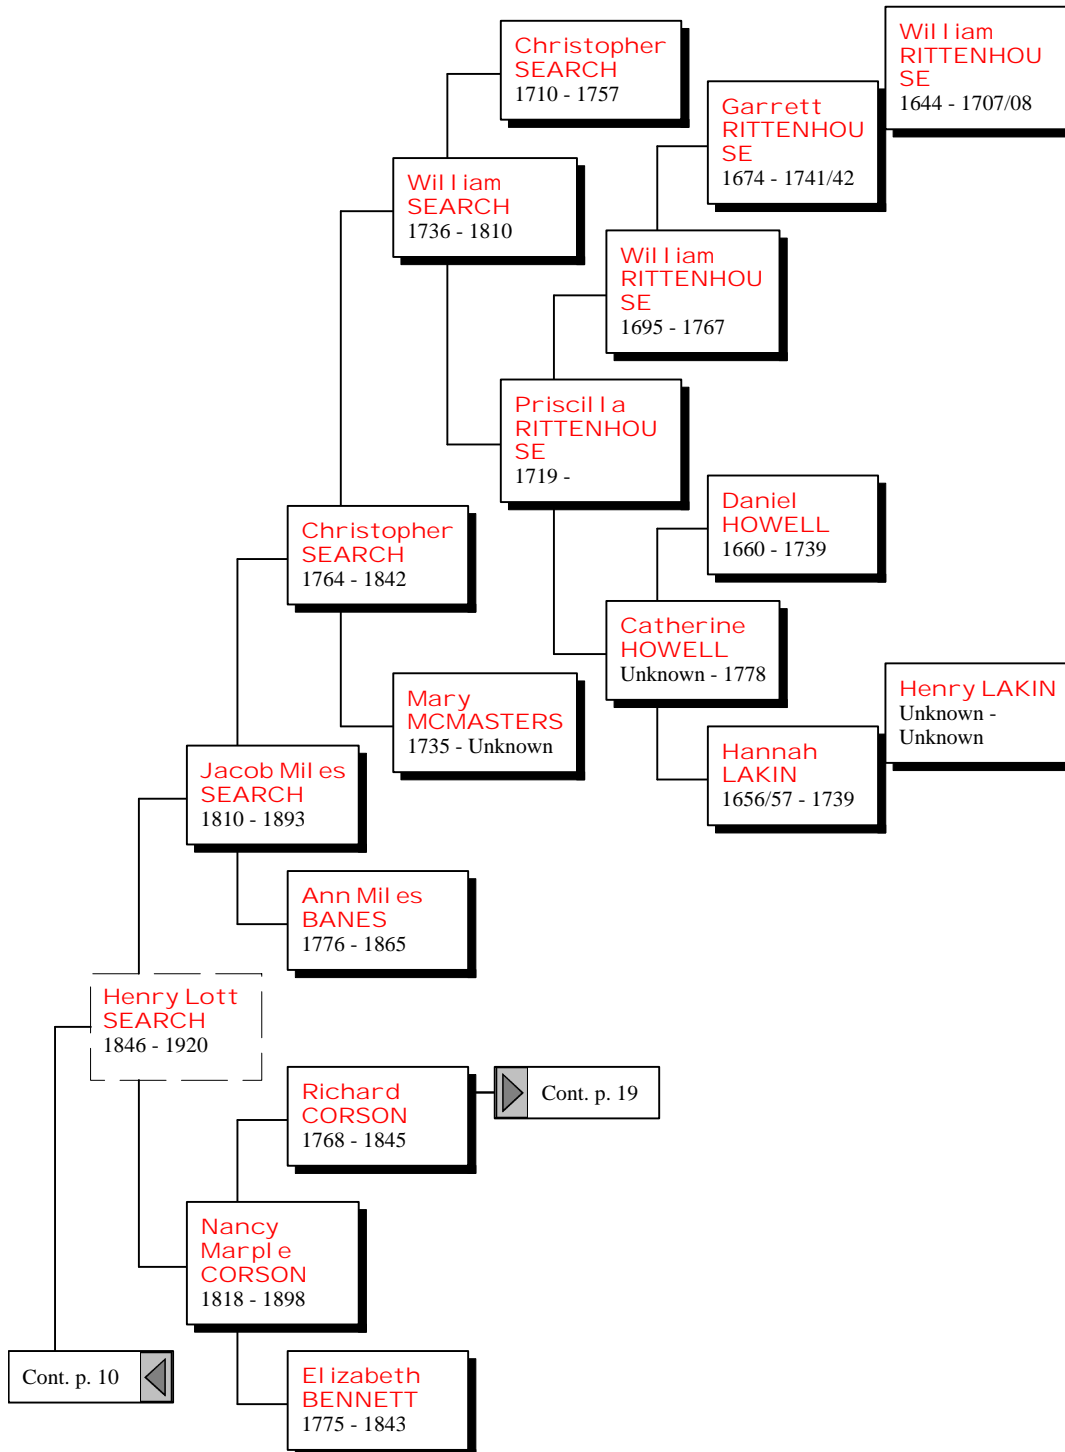 William
RITTENHOU
SE
1644 - 1707/08
Christopher
SEARCH
1710 - 1757
Garrett
RITTENHOU
SE
1674 - 1741/42
William
SEARCH
1736 - 1810
William
RITTENHOU
SE
1695 - 1767
Priscilla
RITTENHOU
SE
1719 -
Daniel
HOWELL
1660 - 1739
Christopher
SEARCH
1764 - 1842
Catherine
HOWELL
Unknown - 1778
Henry LAKIN
Unknown -
Unknown
Mary
MCMASTERS
1735 - Unknown
Hannah
LAKIN
1656/57 - 1739
Jacob Miles
SEARCH
1810 - 1893
Ann Miles
BANES
1776 - 1865
Henry Lott
SEARCH
1846 - 1920
Richard
CORSON
1768 - 1845
Cont. p. 19
Nancy
Marple
CORSON
1818 - 1898
Cont. p. 10
Elizabeth
BENNETT
1775 - 1843